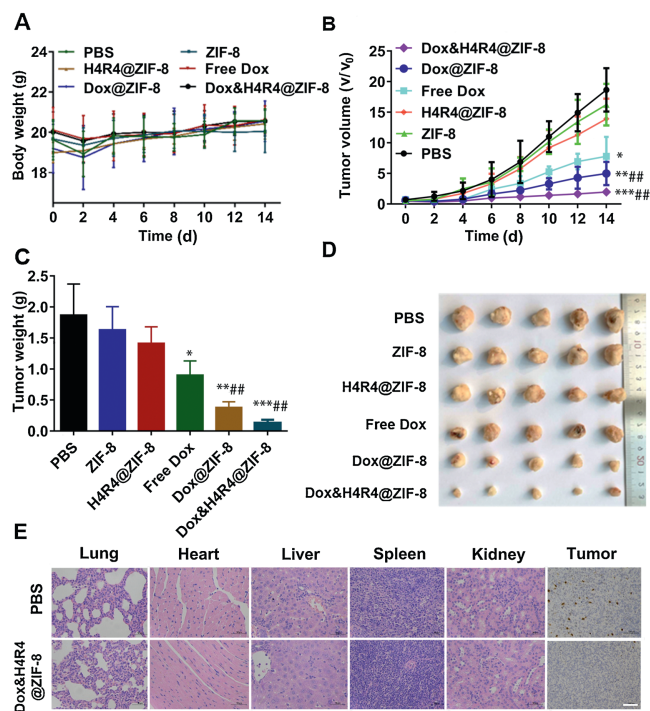 A
Body weight (g)
24
22
20
18
PBS
H4R4@ZIF-8
Dox@ZIF-8
ZIF-8
Free Dox
Dox&H4R4@ZIF-8
0 2 4 6 8 10 12 14
Time (d)
B
Tumor volume (v/v0)
25
20
15
10
5
0
Dox&H4R4@ZIF-8
Dox@ZIF-8
Free Dox
H4R4@ZIF-8
ZIF-8
PBS
*
**##
***##
0 2 4 6 8 10 12 14
Time (d)
C
Tumor weight (g)
2.5
2.0
1.5
1.0
0.5
0.0
*
**##
***##
PBS
ZIF-8
H4R4@ZIF-8
Free Dox
Dox@ZIF-8
Dox&H4R4@ZIF-8
D
PBS
ZIF-8
H4R4@ZIF-8
Free Dox
Dox@ZIF-8
Dox&H4R4@ZIF-8
10
20
E
Lung Heart Liver Spleen Kidney Tumor
PBS
Dox&H4R4
@ZIF-8